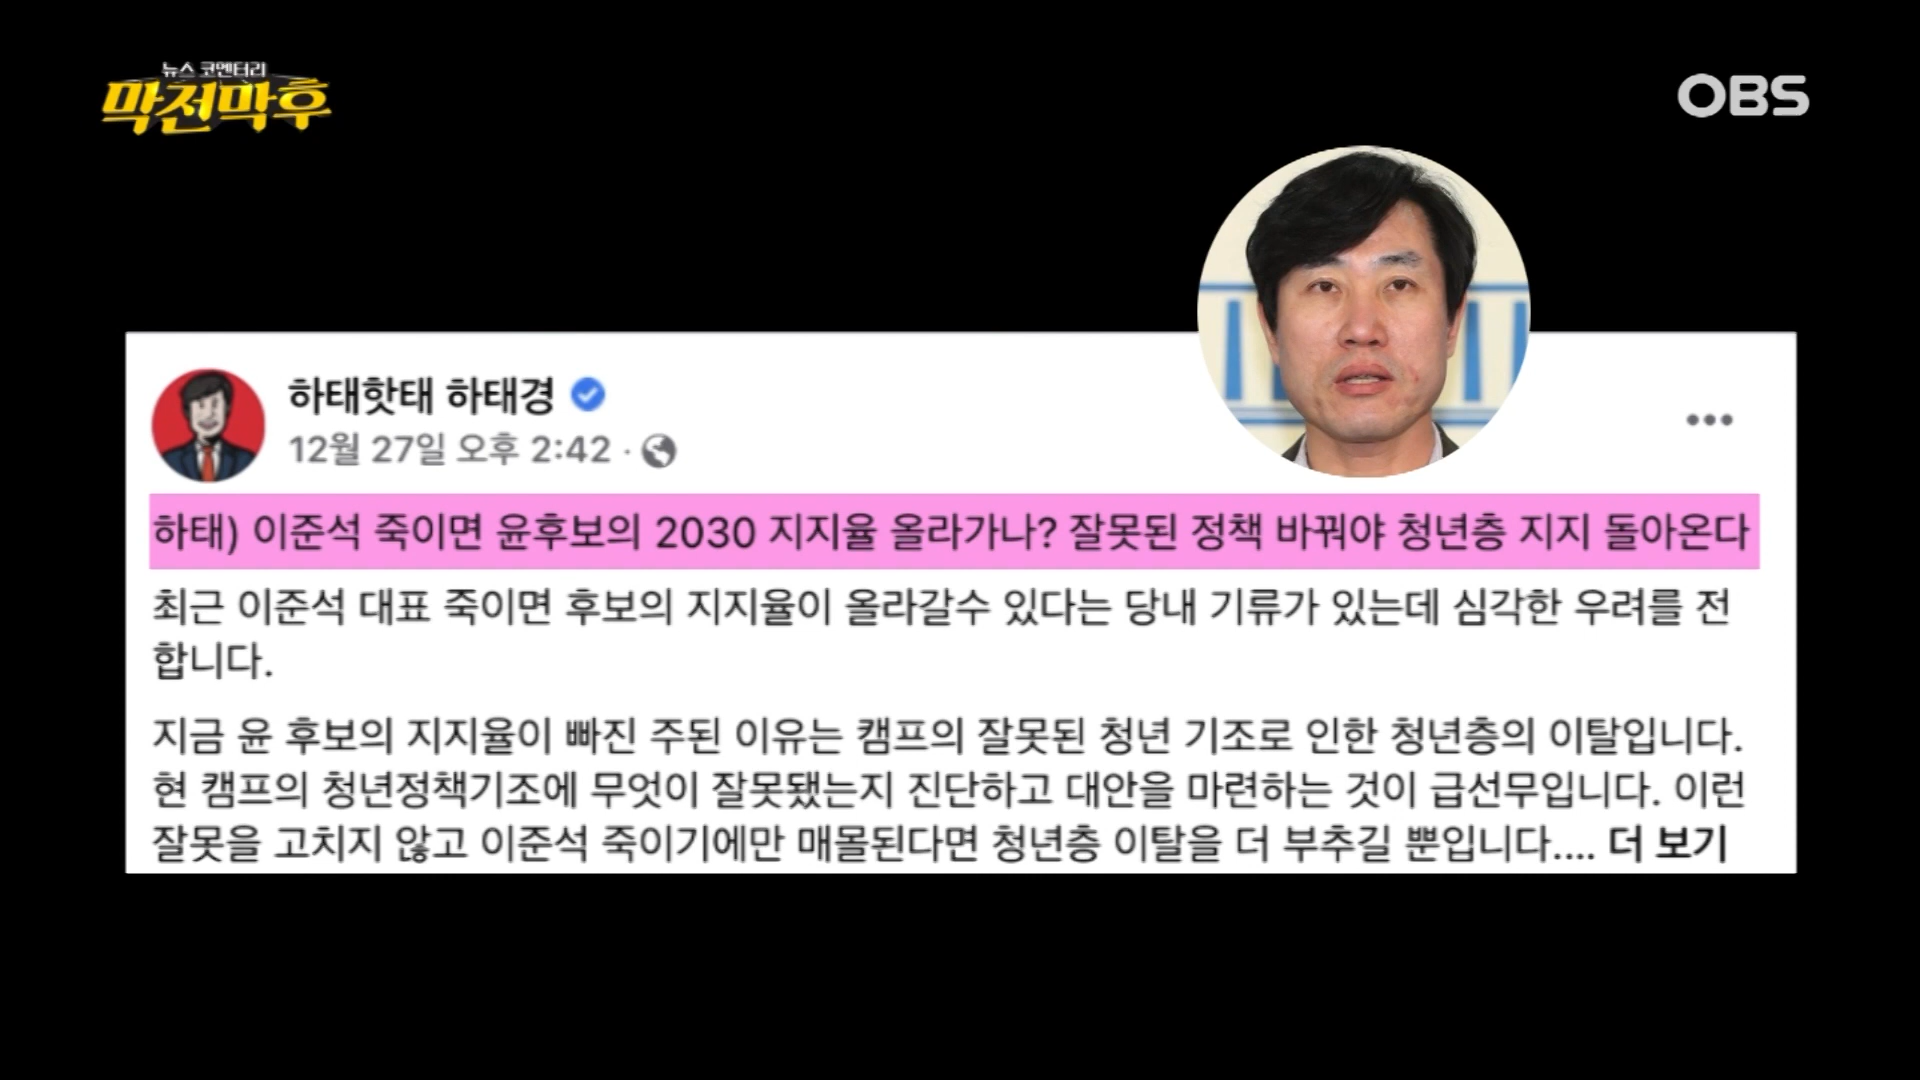 뉴스 코멘터리
막전막후
OBS
하태핫태 하태경
12월 27일 오후 2:42 ·
하태) 이준석 죽이면 윤후보의 2030 지지율 올라가나? 잘못된 정책 바꿔야 청년층 지지 돌아온다
최근 이준석 대표 죽이면 후보의 지지율이 올라갈수 있다는 당내 기류가 있는데 심각한 우려를 전
합니다.
지금 윤 후보의 지지율이 빠진 주된 이유는 캠프의 잘못된 청년 기조로 인한 청년층의 이탈입니다.
현 캠프의 청년정책기조에 무엇이 잘못됐는지 진단하고 대안을 마련하는 것이 급선무입니다. 이런
잘못을 고치지 않고 이준석 죽이기에만 매몰된다면 청년층 이탈을 더 부추길 뿐입니다.... 더 보기